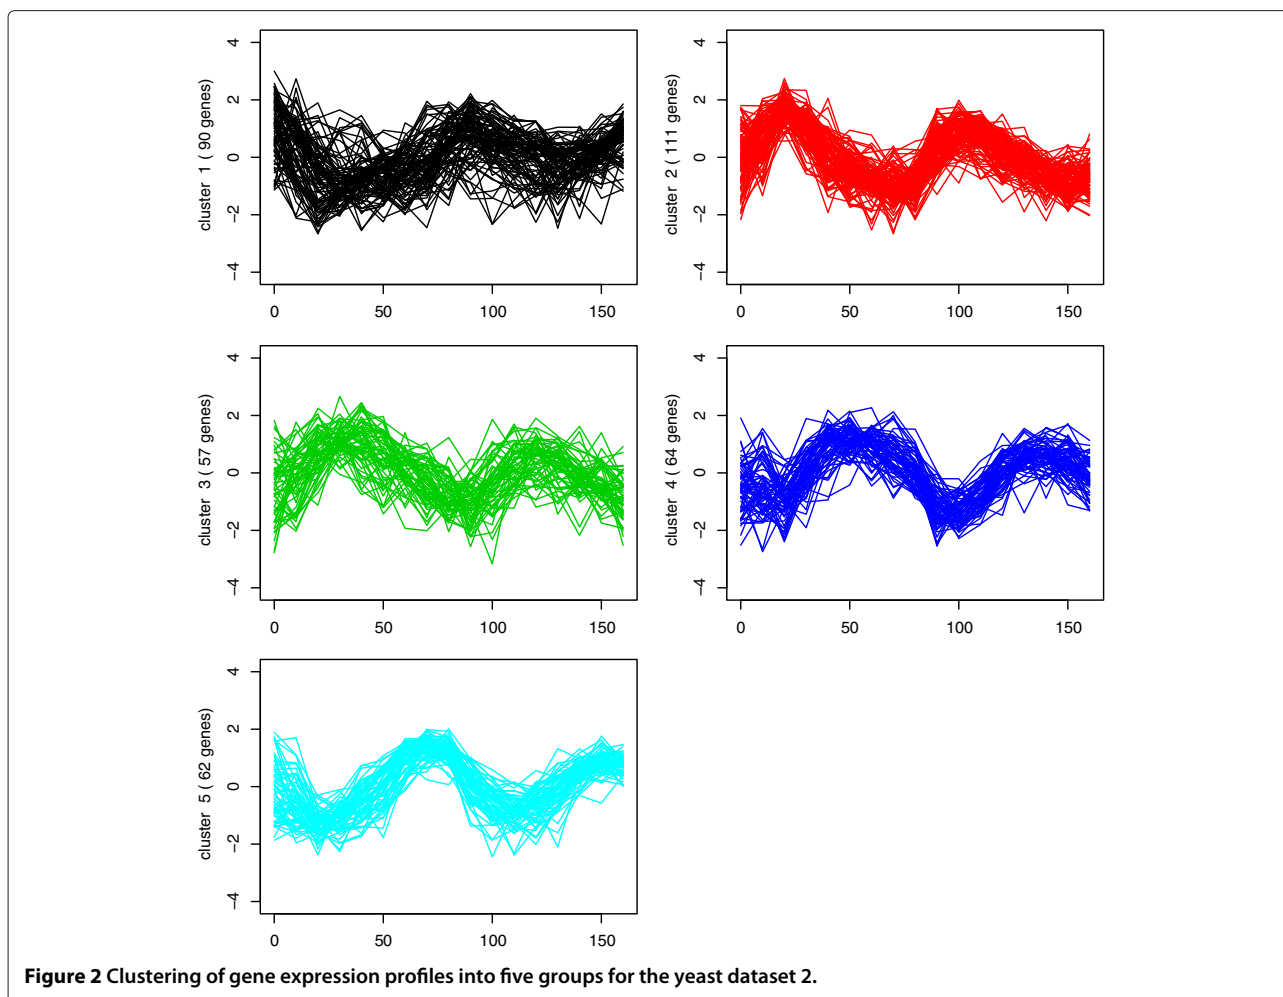 cluster 1 ( 90 genes)
4
2
0
−2
−4
0 50 100 150
cluster 2 ( 111 genes)
4
2
0
−2
−4
0 50 100 150
cluster 3 ( 57 genes)
4
2
0
−2
−4
0 50 100 150
cluster 4 ( 64 genes)
4
2
0
−2
−4
0 50 100 150
cluster 5 ( 62 genes)
4
2
0
−2
−4
0 50 100 150
Figure 2 Clustering of gene expression profiles into five groups for the yeast dataset 2.